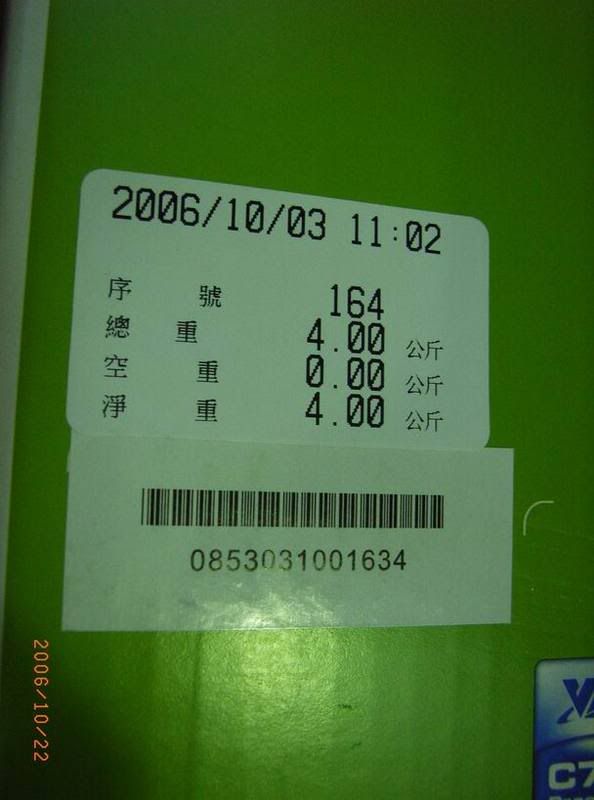 2006/10/03 11:02
序 號 164
總 重 4.00 公斤
空 重 0.00 公斤
淨 重 4.00 公斤
0853031001634
2006/10/22
C7